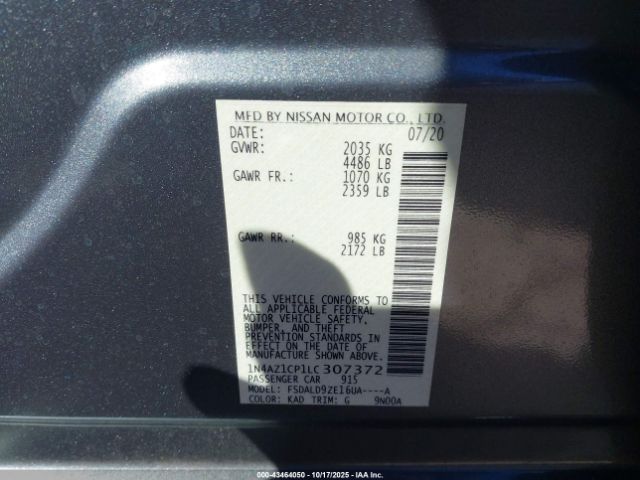 MFD BY NISSAN MOTOR CO., LTD.
DATE: 07/20
GVWR: 2035 KG
4486 LB
GAWR FR.: 1070 KG
2359 LB
GAWR RR.: 985 KG
2172 LB
THIS VEHICLE CONFORMS TO
ALL APPLICABLE FEDERAL
MOTOR VEHICLE SAFETY,
BUMPER, AND THEFT
PREVENTION STANDARDS IN
EFFECT ON THE DATE OF
MANUFACTURE SHOWN ABOVE.
1N4AZ1CP1LC307372
PASSENGER CAR 915
MODEL: FSDALD9ZE16UA----A
COLOR: KAD TRIM: G 9N00A
000-43464050 - 10/17/2025 - IAA Inc.